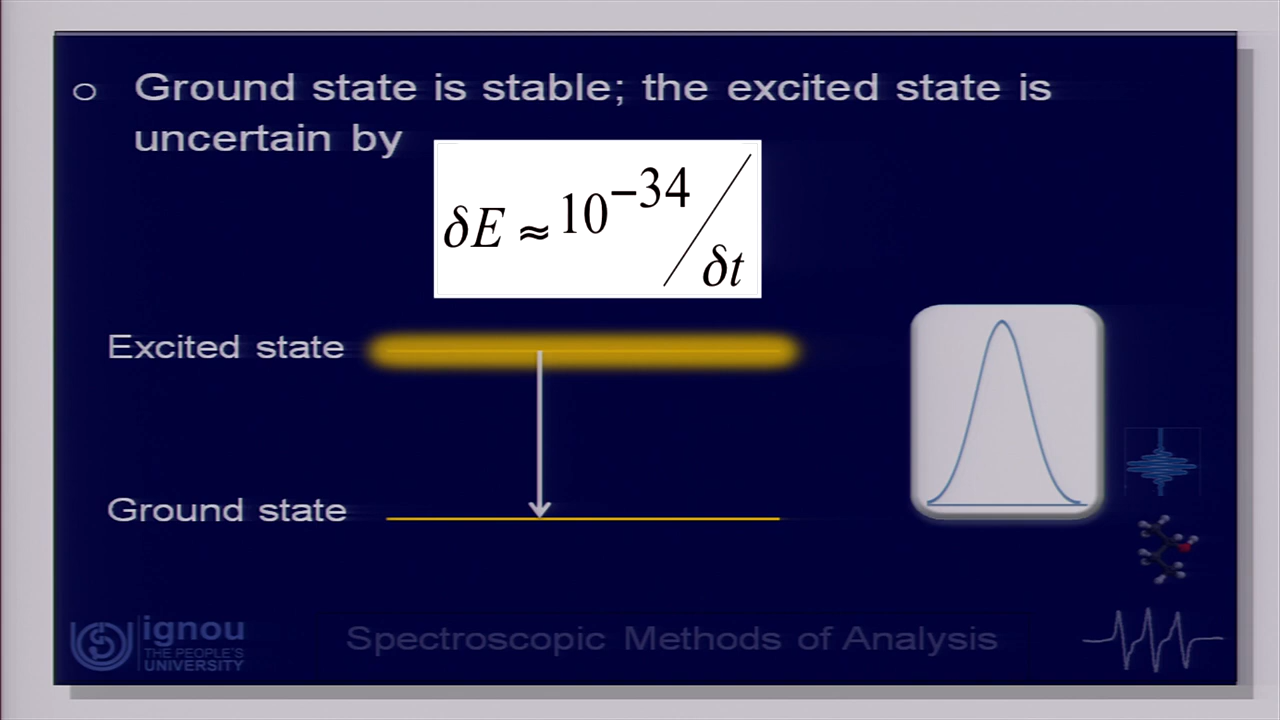 ○ Ground state is stable; the excited state is
uncertain by
δE ≈ 10⁻³⁴/δt
Excited state
Ground state
ignou
THE PEOPLE'S
UNIVERSITY
Spectroscopic Methods of Analysis